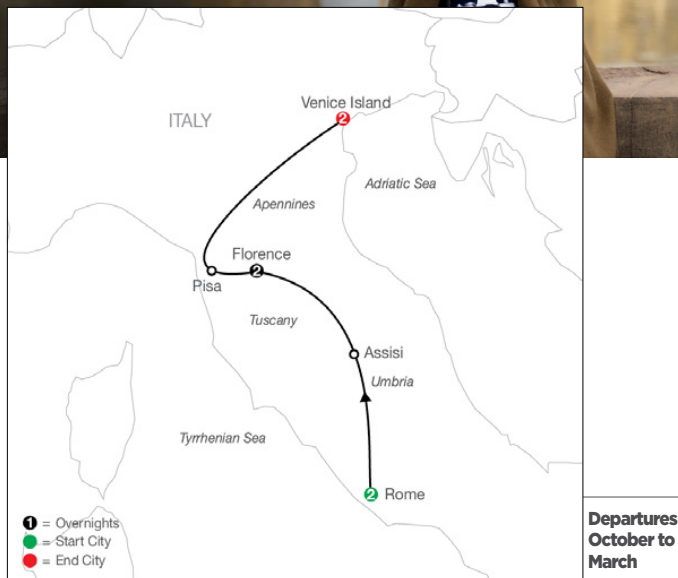 Venice Island
2
ITALY
Adriatic Sea
Apennines
Florence
2
Pisa
Tuscany
Assisi
Umbria
Tyrrhenian Sea
2 Rome
1 = Overnights
= Start City
= End City
Departures
October to
March